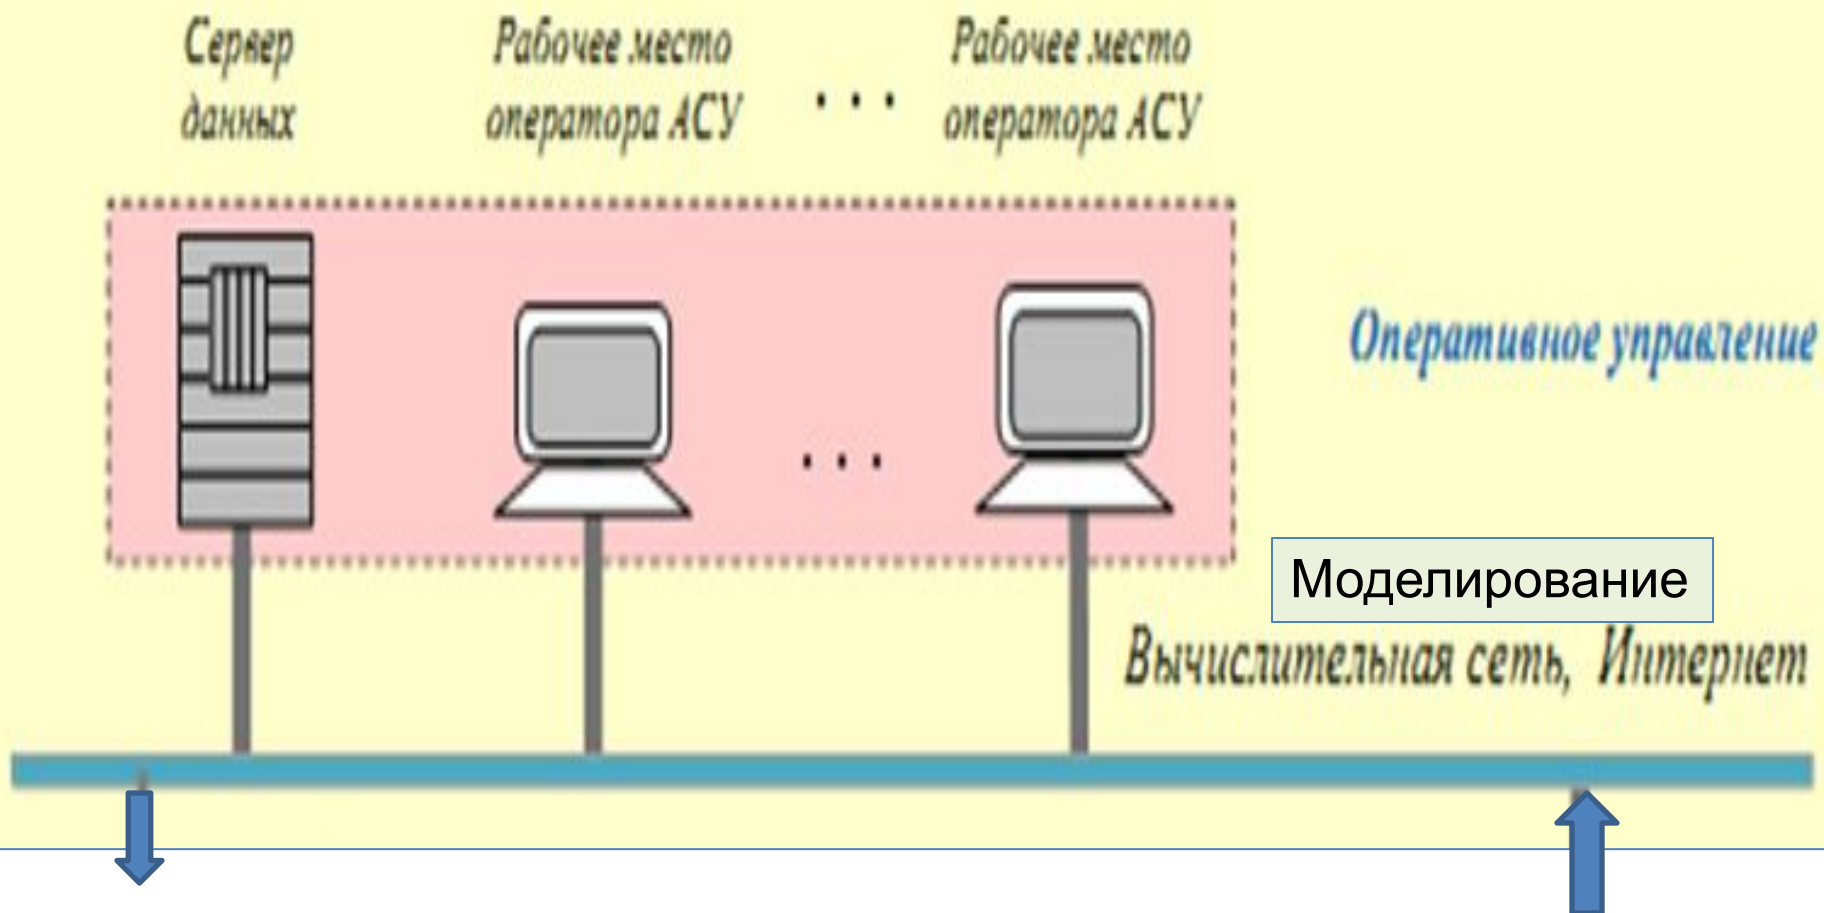 Сервер
данных
Рабочее место
оператора АСУ
. . .
Рабочее место
оператора АСУ
. . .
Оперативное управление
Моделирование
Вычислительная сеть, Интернет